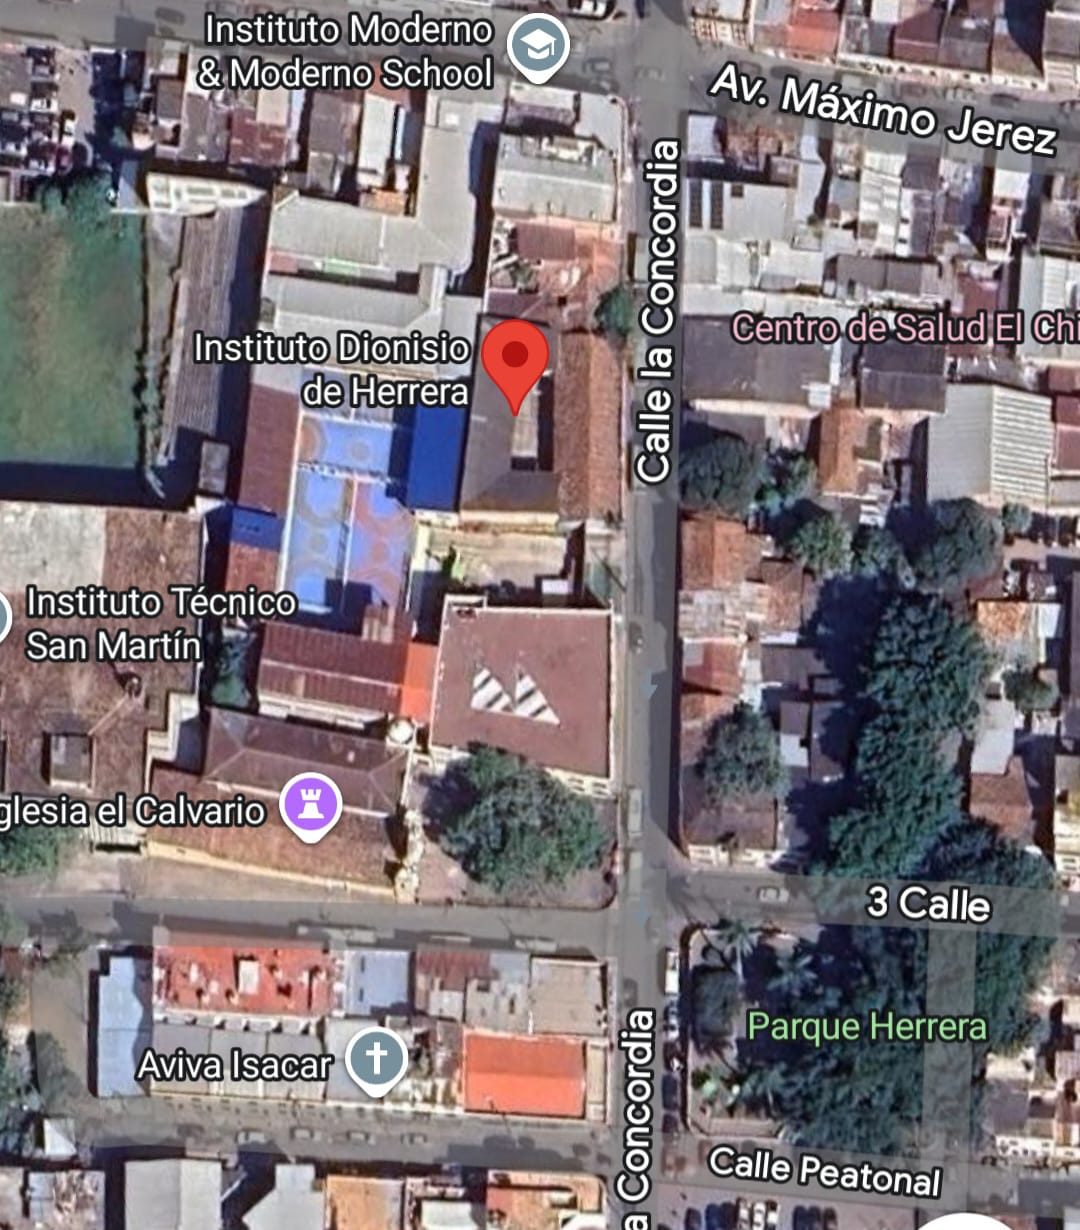 Instituto Moderno
& Moderno School
Av. Máximo Jerez
Calle la Concordia
Centro de Salud El Chi
Instituto Dionisio
de Herrera
Instituto Técnico
San Martín
glesia el Calvario
3 Calle
Parque Herrera
Aviva Isacar
a Concordia
Calle Peatonal